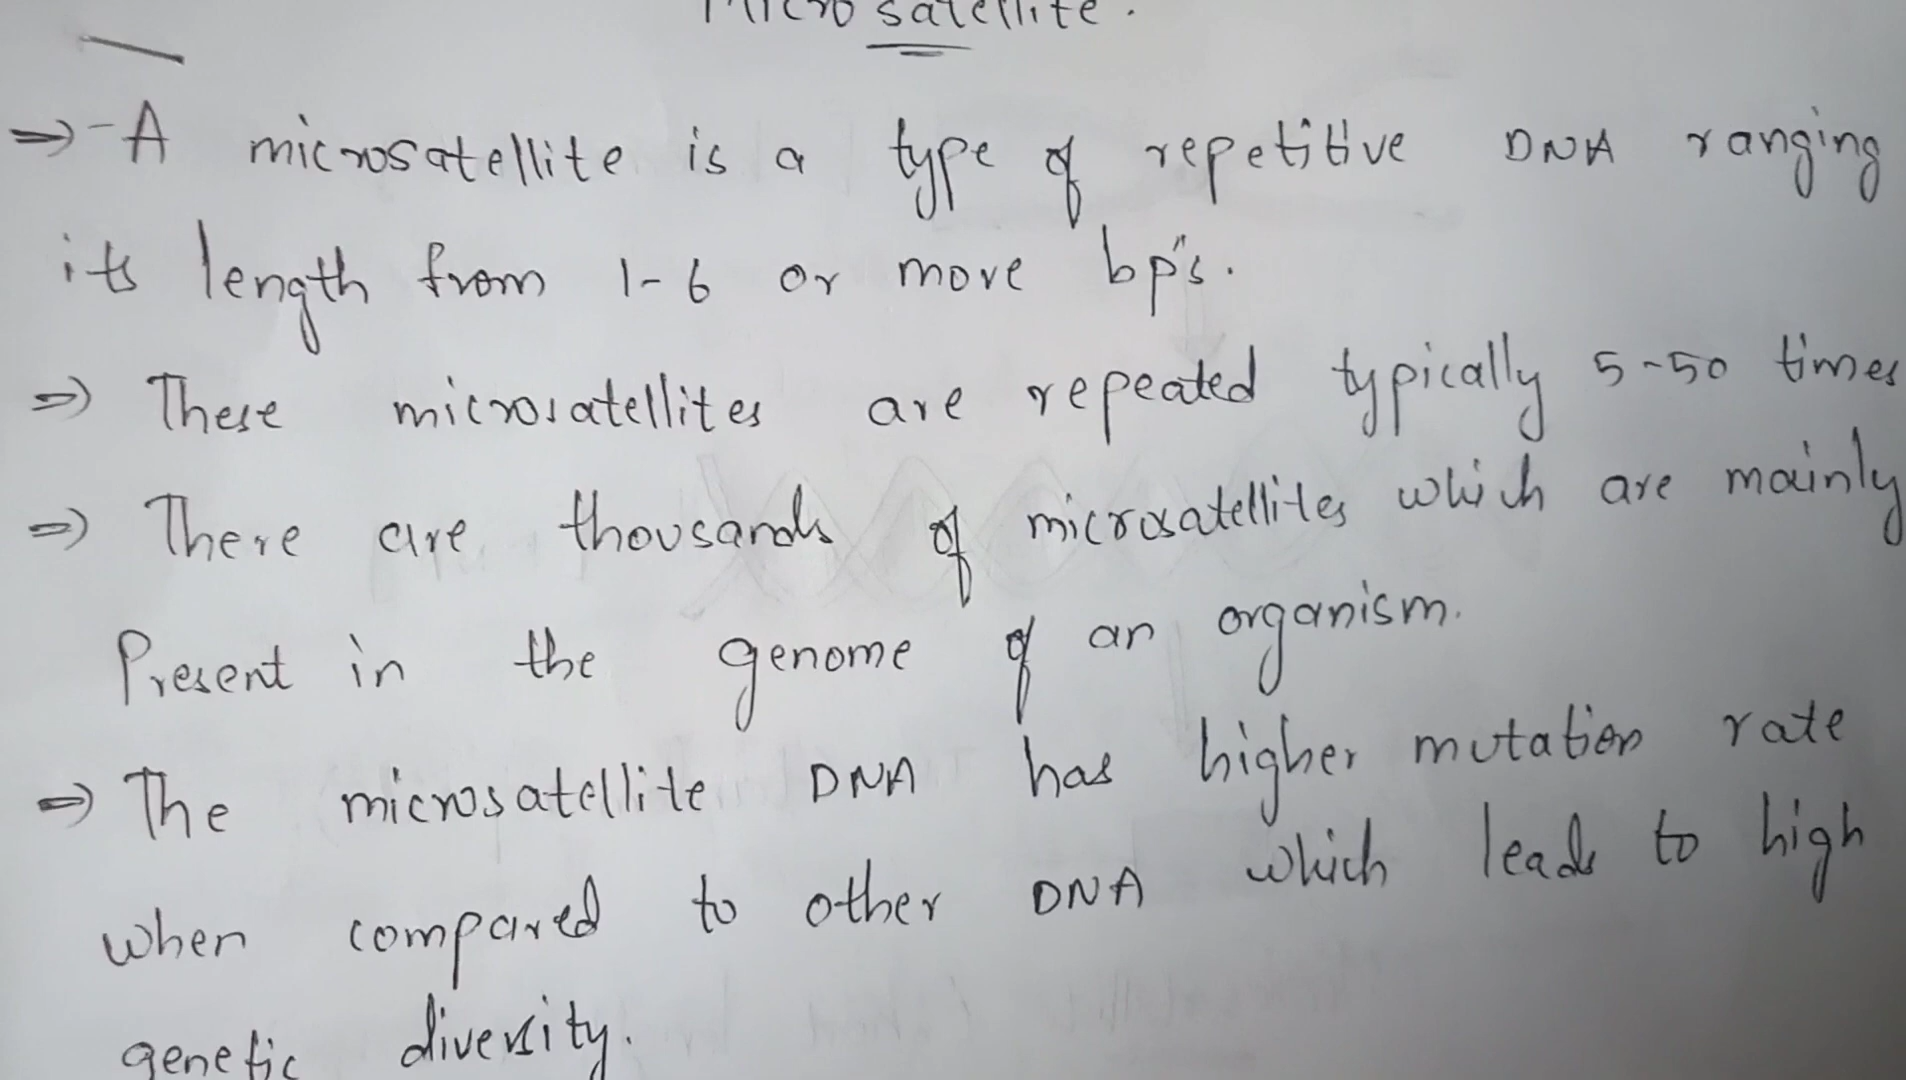 Microsatellite.
⇒ A microsatellite is a type of repetitive DNA ranging
its length from 1-6 or more bp's.
⇒ These microsatellites are repeated typically 5-50 times
⇒ There are thousands of microsatellites which are mainly
Present in the genome of an organism.
⇒ The microsatellite DNA has higher mutation rate
when compared to other DNA which leads to high
genetic diversity.